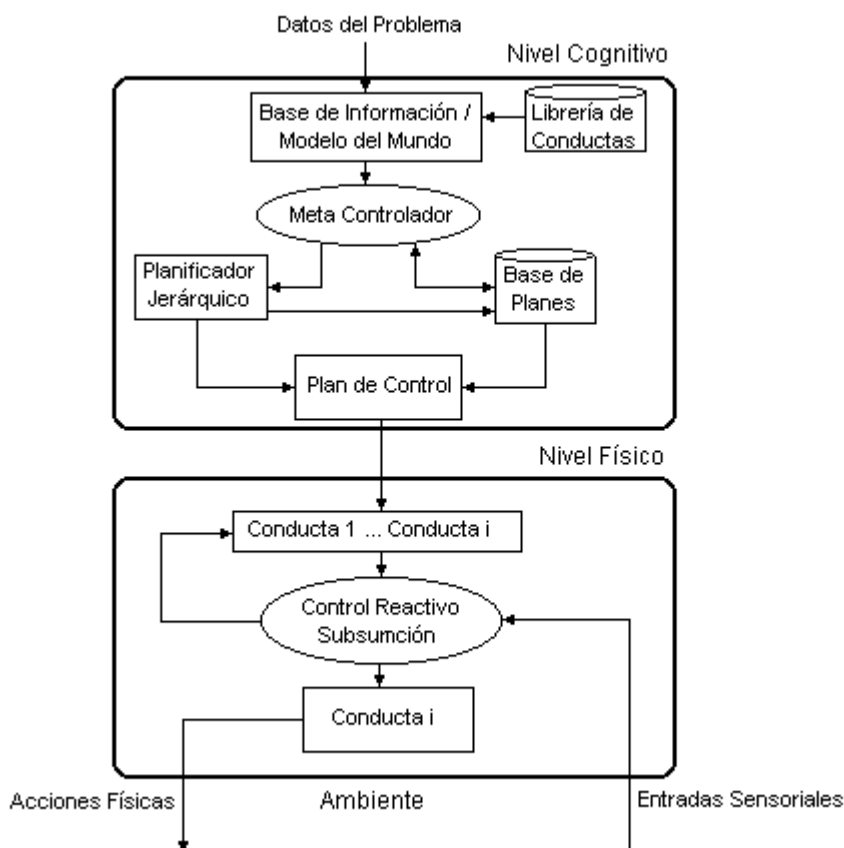 Datos del Problema
Nivel Cognitivo
Base de Información /
Modelo del Mundo
Librería de
Conductas
Meta Controlador
Planificador
Jerárquico
Base de
Planes
Plan de Control
Nivel Físico
Conducta 1 ... Conducta i
Control Reactivo
Subsumción
Conducta i
Acciones Físicas
Ambiente
Entradas Sensoriales